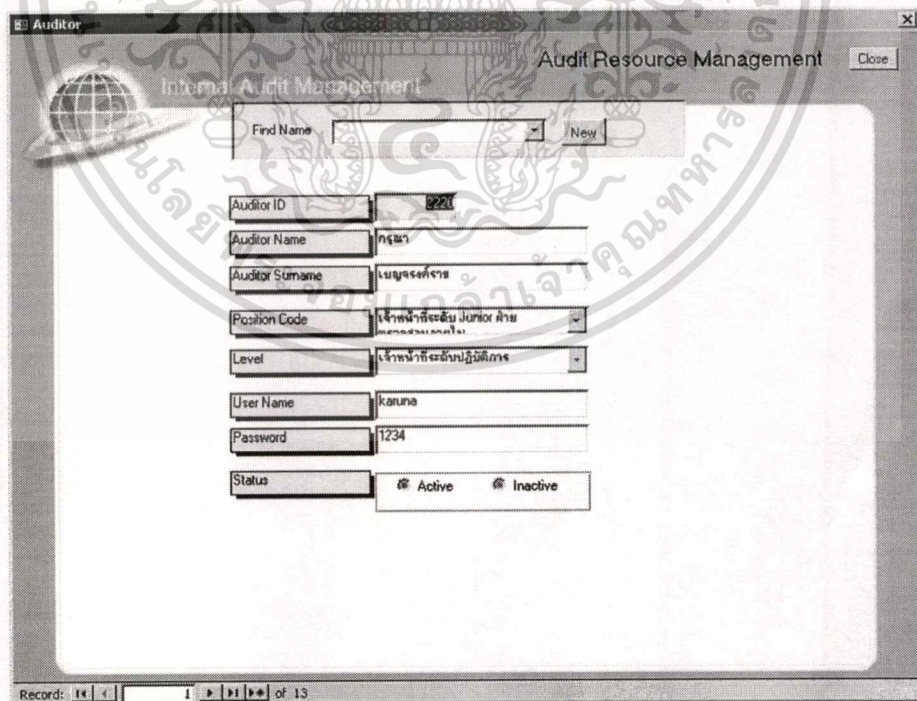 Auditor
Audit Resource Management
Close
Internal Audit Management
Find Name
New
Auditor ID
Auditor Name กรุณา
Auditor Surname เบญจรงค์ราช
Position Code เจ้าหน้าที่ระดับ Junior ฝ่าย
Level เจ้าหน้าที่ระดับปฏิบัติการ
User Name karuna
Password 1234
Status Active Inactive
Record: 1 of 13